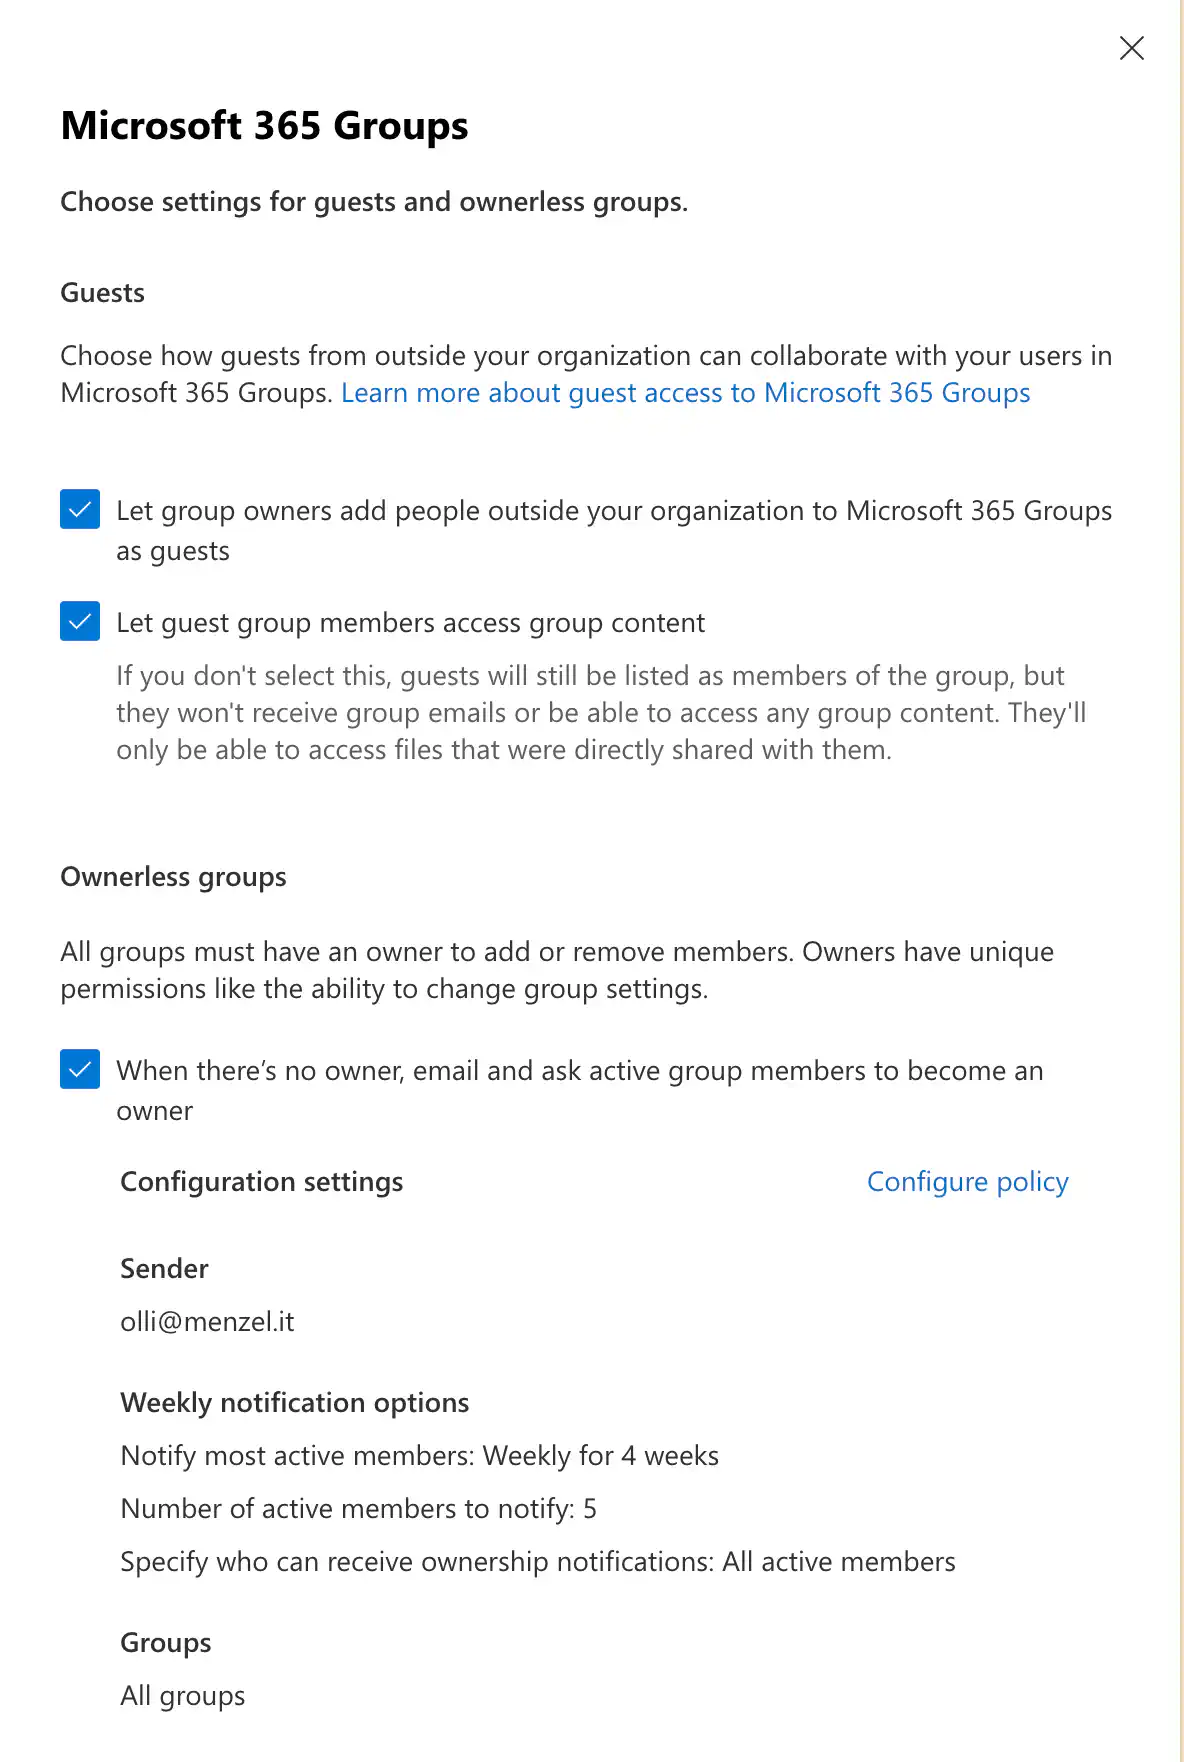 Microsoft 365 Groups
Choose settings for guests and ownerless groups.
Guests
Choose how guests from outside your organization can collaborate with your users in
Microsoft 365 Groups. Learn more about guest access to Microsoft 365 Groups
Let group owners add people outside your organization to Microsoft 365 Groups
as guests
Let guest group members access group content
If you don't select this, guests will still be listed as members of the group, but
they won't receive group emails or be able to access any group content. They'll
only be able to access files that were directly shared with them.
Ownerless groups
All groups must have an owner to add or remove members. Owners have unique
permissions like the ability to change group settings.
When there’s no owner, email and ask active group members to become an
owner
Configuration settings Configure policy
Sender
olli@menzel.it
Weekly notification options
Notify most active members: Weekly for 4 weeks
Number of active members to notify: 5
Specify who can receive ownership notifications: All active members
Groups
All groups